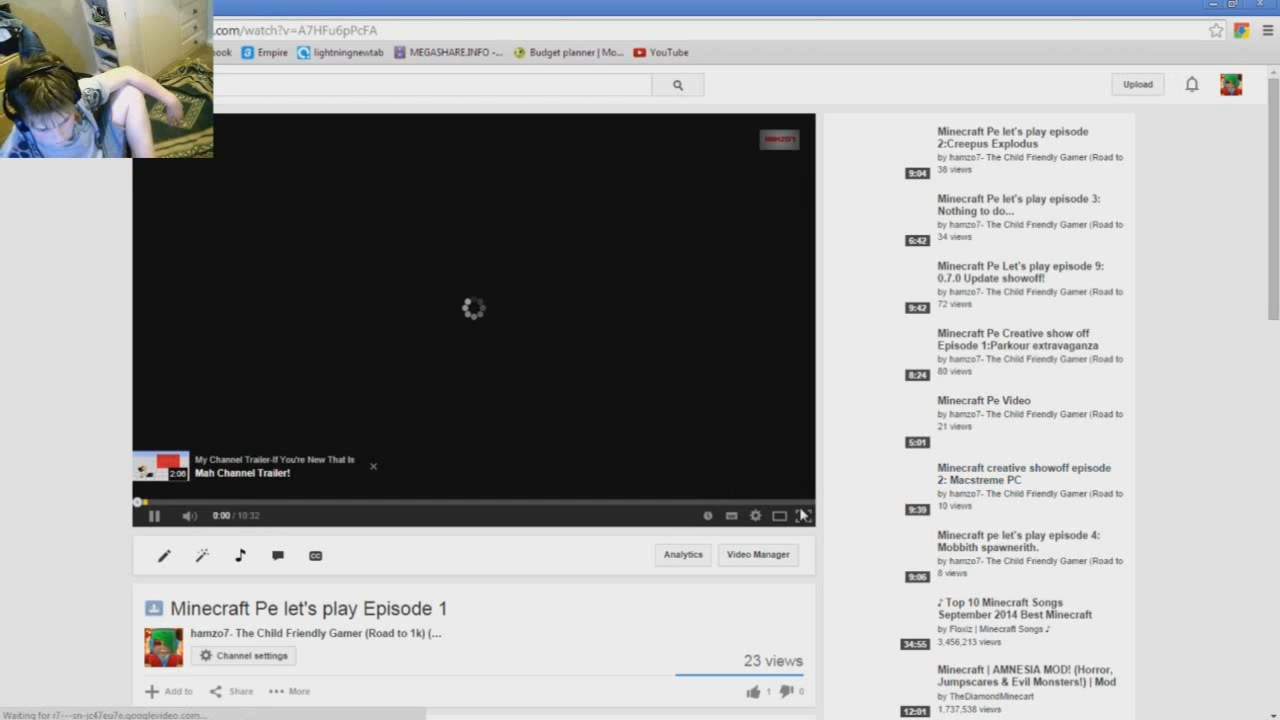 .com/watch?v=A7HFu6pPcFA
ook
Empire
lightningnewtab
MEGASHARE.INFO -...
Budget planner | Mo...
YouTube
Upload
HAMZO7
My Channel Trailer-If You're New That Is
Mah Channel Trailer!
2:06
0:00 / 10:32
Analytics
Video Manager
Minecraft Pe let's play Episode 1
hamzo7- The Child Friendly Gamer (Road to 1k) (...
Channel settings
23 views
Add to
Share
More
1
0
Waiting for r7---sn-jc47eu7e.googlevideo.com...
Minecraft Pe let's play episode
2:Creepus Explodus
by hamzo7- The Child Friendly Gamer (Road to
38 views
9:04
Minecraft Pe let's play episode 3:
Nothing to do...
by hamzo7- The Child Friendly Gamer (Road to
34 views
6:42
Minecraft Pe Let's play episode 9:
0.7.0 Update showoff!
by hamzo7- The Child Friendly Gamer (Road to
72 views
9:42
Minecraft Pe Creative show off
Episode 1:Parkour extravaganza
by hamzo7- The Child Friendly Gamer (Road to
80 views
8:24
Minecraft Pe Video
by hamzo7- The Child Friendly Gamer (Road to
21 views
5:01
Minecraft creative showoff episode
2: Macstreme PC
by hamzo7- The Child Friendly Gamer (Road to
10 views
9:39
Minecraft pe let's play episode 4:
Mobbith spawnerith.
by hamzo7- The Child Friendly Gamer (Road to
8 views
9:06
♪ Top 10 Minecraft Songs
September 2014 Best Minecraft
by Floxiz | Minecraft Songs ♪
3,456,213 views
34:55
Minecraft | AMNESIA MOD! (Horror,
Jumpscares & Evil Monsters!) | Mod
by TheDiamondMinecart
1,737,538 views
12:01